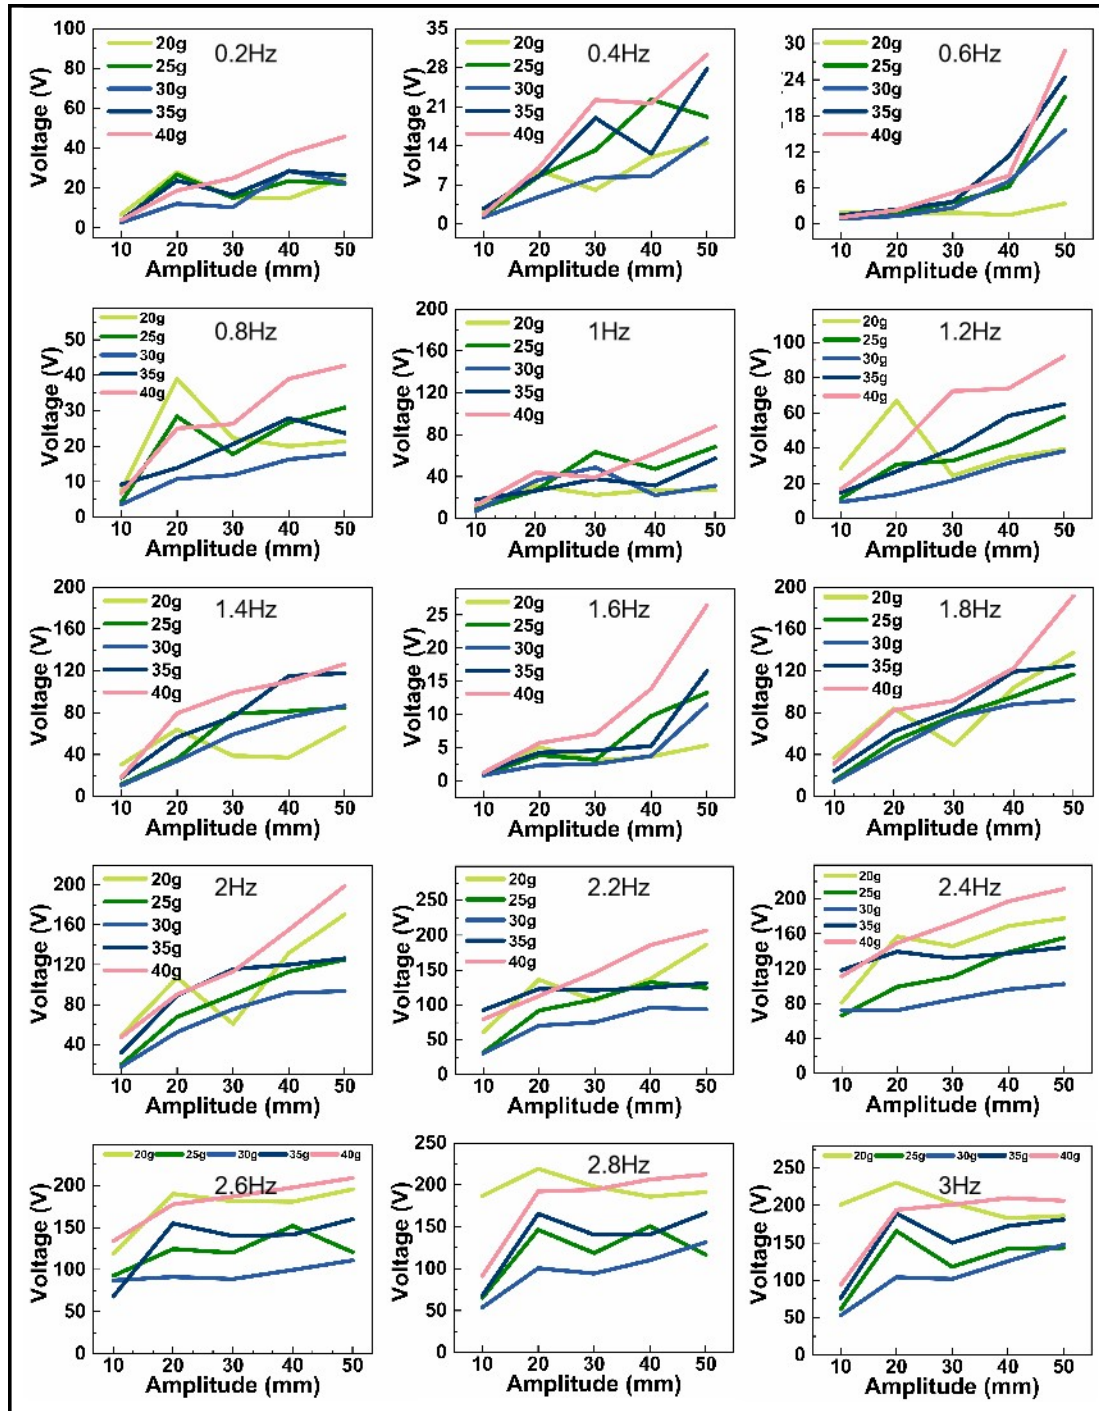 0.2Hz
20g
25g
30g
35g
40g
Voltage (V)
100
80
60
40
20
0
10 20 30 40 50
Amplitude (mm)
0.4Hz
20g
25g
30g
35g
40g
Voltage (V)
35
28
21
14
7
0
10 20 30 40 50
Amplitude (mm)
0.6Hz
20g
25g
30g
35g
40g
Voltage (V)
30
24
18
12
6
0
10 20 30 40 50
Amplitude (mm)
0.8Hz
20g
25g
30g
35g
40g
Voltage (V)
50
40
30
20
10
0
10 20 30 40 50
Amplitude (mm)
1Hz
20g
25g
30g
35g
40g
Voltage (V)
200
160
120
80
40
0
10 20 30 40 50
Amplitude (mm)
1.2Hz
20g
25g
30g
35g
40g
Voltage (V)
100
80
60
40
20
0
10 20 30 40 50
Amplitude (mm)
1.4Hz
20g
25g
30g
35g
40g
Voltage (V)
200
160
120
80
40
0
10 20 30 40 50
Amplitude (mm)
1.6Hz
20g
25g
30g
35g
40g
Voltage (V)
25
20
15
10
5
0
10 20 30 40 50
Amplitude (mm)
1.8Hz
20g
25g
30g
35g
40g
Voltage (V)
200
160
120
80
40
0
10 20 30 40 50
Amplitude (mm)
2Hz
20g
25g
30g
35g
40g
Voltage (V)
200
160
120
80
40
10 20 30 40 50
Amplitude (mm)
2.2Hz
20g
25g
30g
35g
40g
Voltage (V)
250
200
150
100
50
0
10 20 30 40 50
Amplitude (mm)
2.4Hz
20g
25g
30g
35g
40g
Voltage (V)
200
160
120
80
40
0
10 20 30 40 50
Amplitude (mm)
20g 25g 30g 35g 40g
2.6Hz
Voltage (V)
200
150
100
50
0
10 20 30 40 50
Amplitude (mm)
2.8Hz
Voltage (V)
250
200
150
100
50
0
10 20 30 40 50
Amplitude (mm)
20g 25g 30g 35g 40g
3Hz
Voltage (V)
250
200
150
100
50
0
10 20 30 40 50
Amplitude (mm)